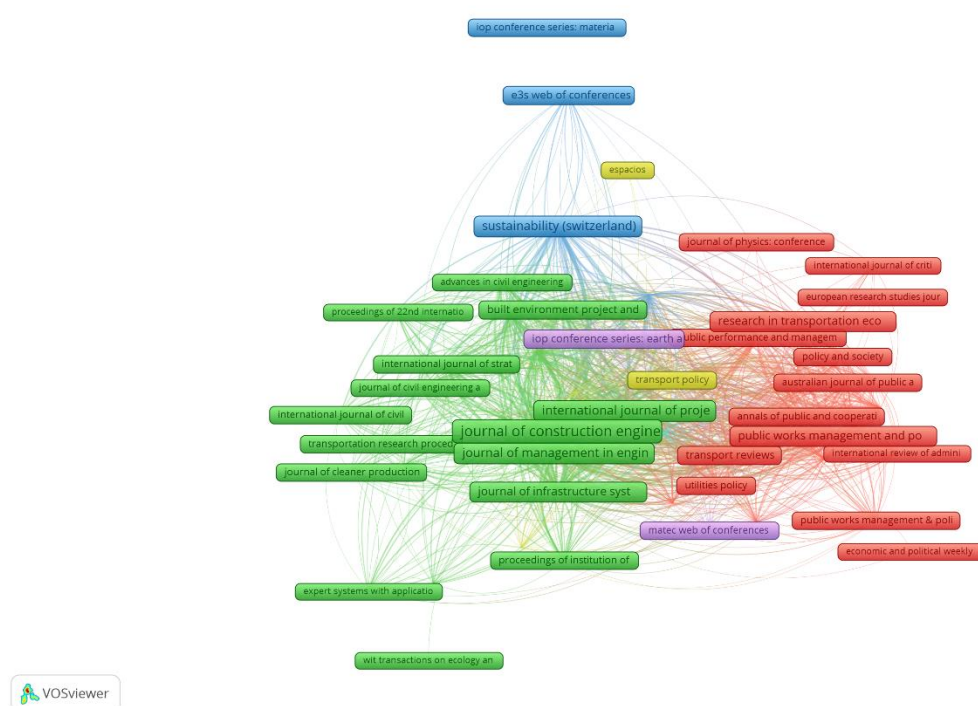 iop conference series: materia
e3s web of conferences
espacios
sustainability (switzerland)
journal of physics: conference
international journal of criti
advances in civil engineering
european research studies jour
built environment project and
proceedings of 22nd internatio
research in transportation eco
iop conference series: earth a
public performance and managem
policy and society
international journal of strat
transport policy
australian journal of public a
journal of civil engineering a
international journal of proje
international journal of civil
annals of public and cooperati
journal of construction engine
public works management and po
transportation research proced
journal of management in engin
transport reviews
international review of admini
journal of cleaner production
utilities policy
journal of infrastructure syst
public works management & poli
matec web of conferences
economic and political weekly
proceedings of institution of
expert systems with applicatio
wit transactions on ecology an
VOSviewer